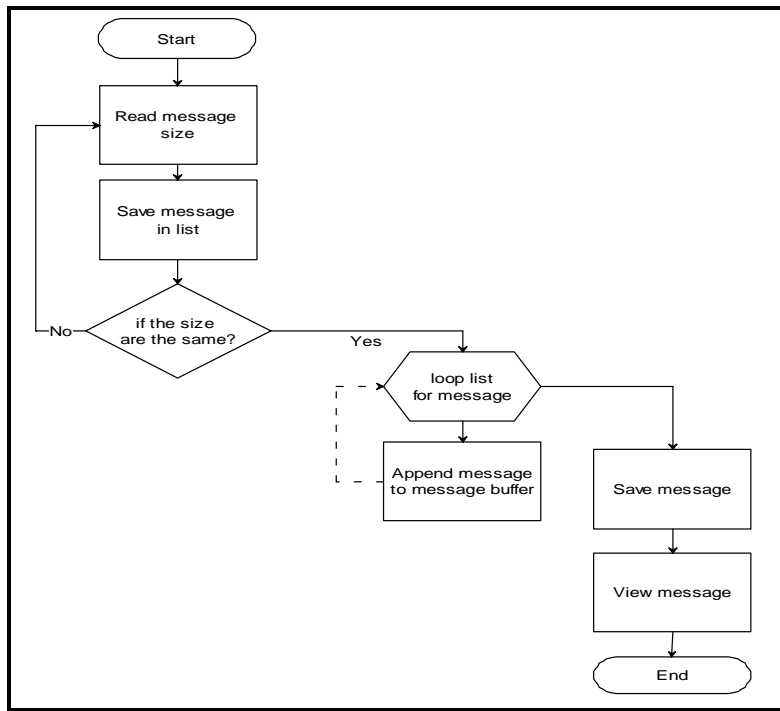 Start
Read message
size
Save message
in list
if the size
are the same?
No
Yes
loop list
for message
Append message
to message buffer
Save message
View message
End